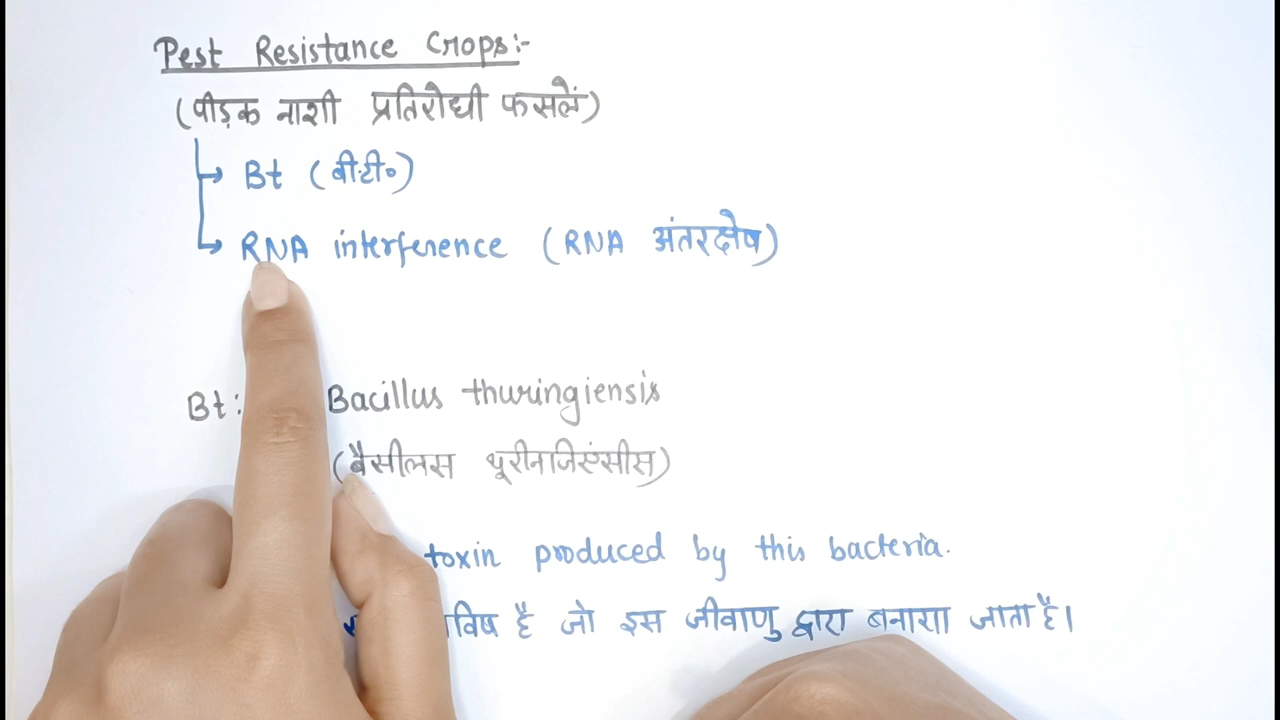 Pest Resistance Crops:-
(पीड़क नाशी प्रतिरोधी फसलें)
Bt (बी.टी०)
RNA interference (RNA अंतरक्षेप)
Bt: Bacillus thuringiensis
(बैसीलस थूरीनजिएंसीस)
toxin produced by this bacteria.
विष है जो इस जीवाणु द्वारा बनाया जाता है।